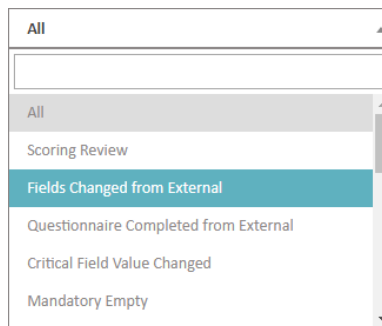 All
All
Scoring Review
Fields Changed from External
Questionnaire Completed from External
Critical Field Value Changed
Mandatory Empty